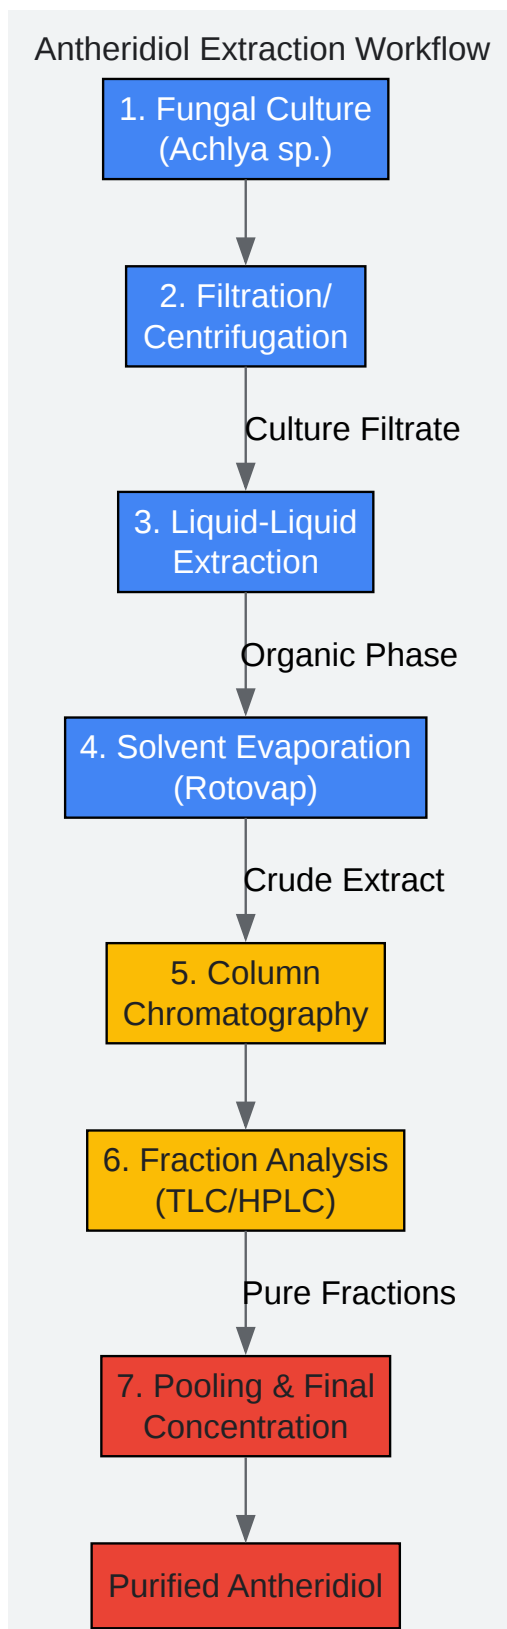 Antheridiol Extraction Workflow
1. Fungal Culture
(Achlya sp.)
2. Filtration/
Centrifugation
Culture Filtrate
3. Liquid-Liquid
Extraction
Organic Phase
4. Solvent Evaporation
(Rotovap)
Crude Extract
5. Column
Chromatography
6. Fraction Analysis
(TLC/HPLC)
Pure Fractions
7. Pooling & Final
Concentration
Purified Antheridiol